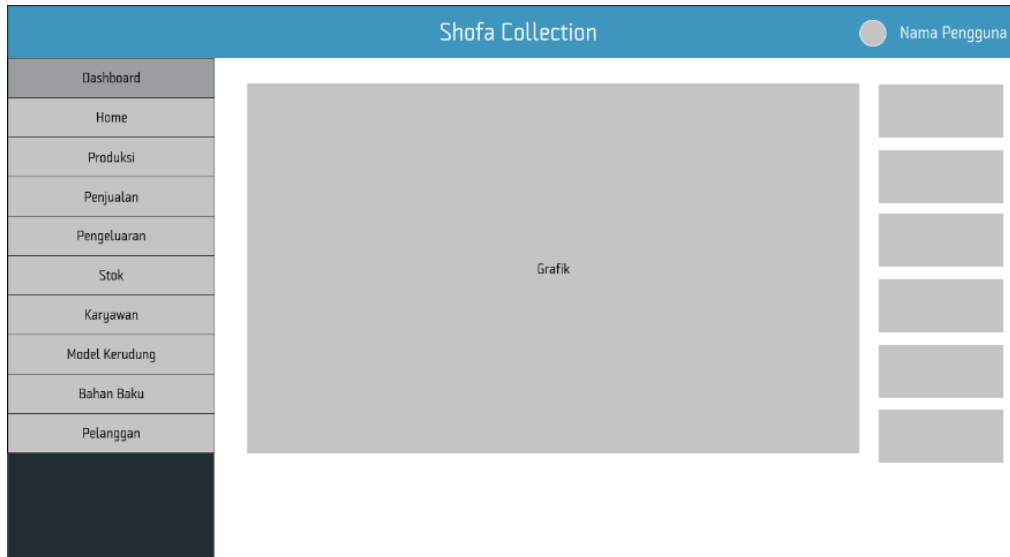 Shofa Collection
Nama Pengguna
Dashboard
Home
Produksi
Penjualan
Pengeluaran
Stok
Karyawan
Model Kerudung
Bahan Baku
Pelanggan
Grafik